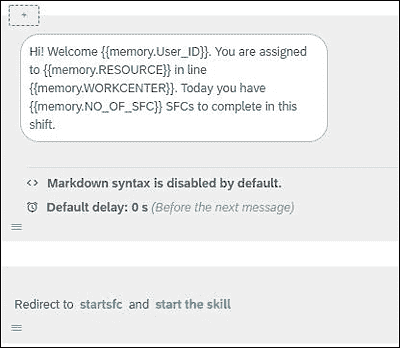 +
Hi! Welcome {{memory.User_ID}}. You are assigned
to {{memory.RESOURCE}} in line
{{memory.WORKCENTER}}. Today you have
{{memory.NO_OF_SFC}} SFCs to complete in this
shift.
<> Markdown syntax is disabled by default.
Default delay: 0 s (Before the next message)
Redirect to startsfc and start the skill